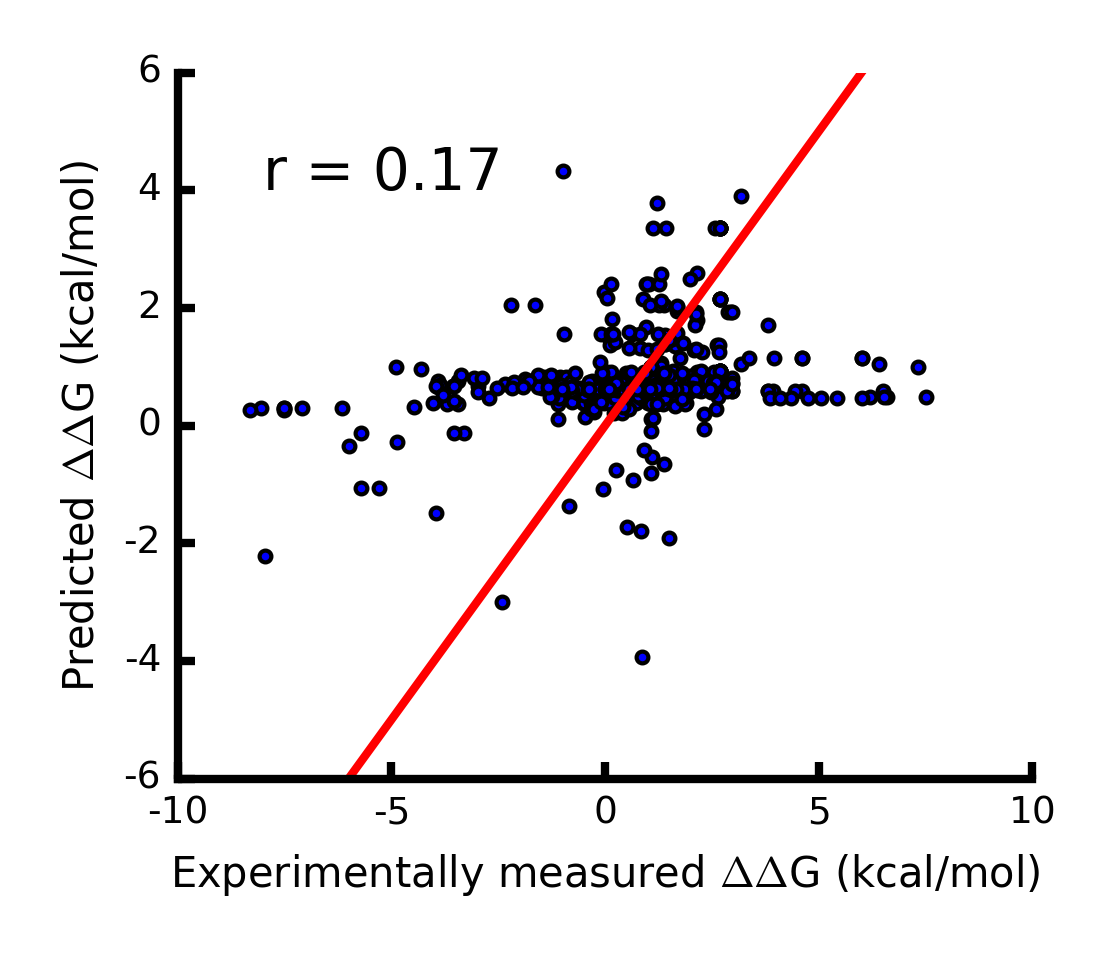 6
r = 0.17
4
2
0
-2
-4
-6
Predicted ΔΔG (kcal/mol)
-10 -5 0 5 10
Experimentally measured ΔΔG (kcal/mol)